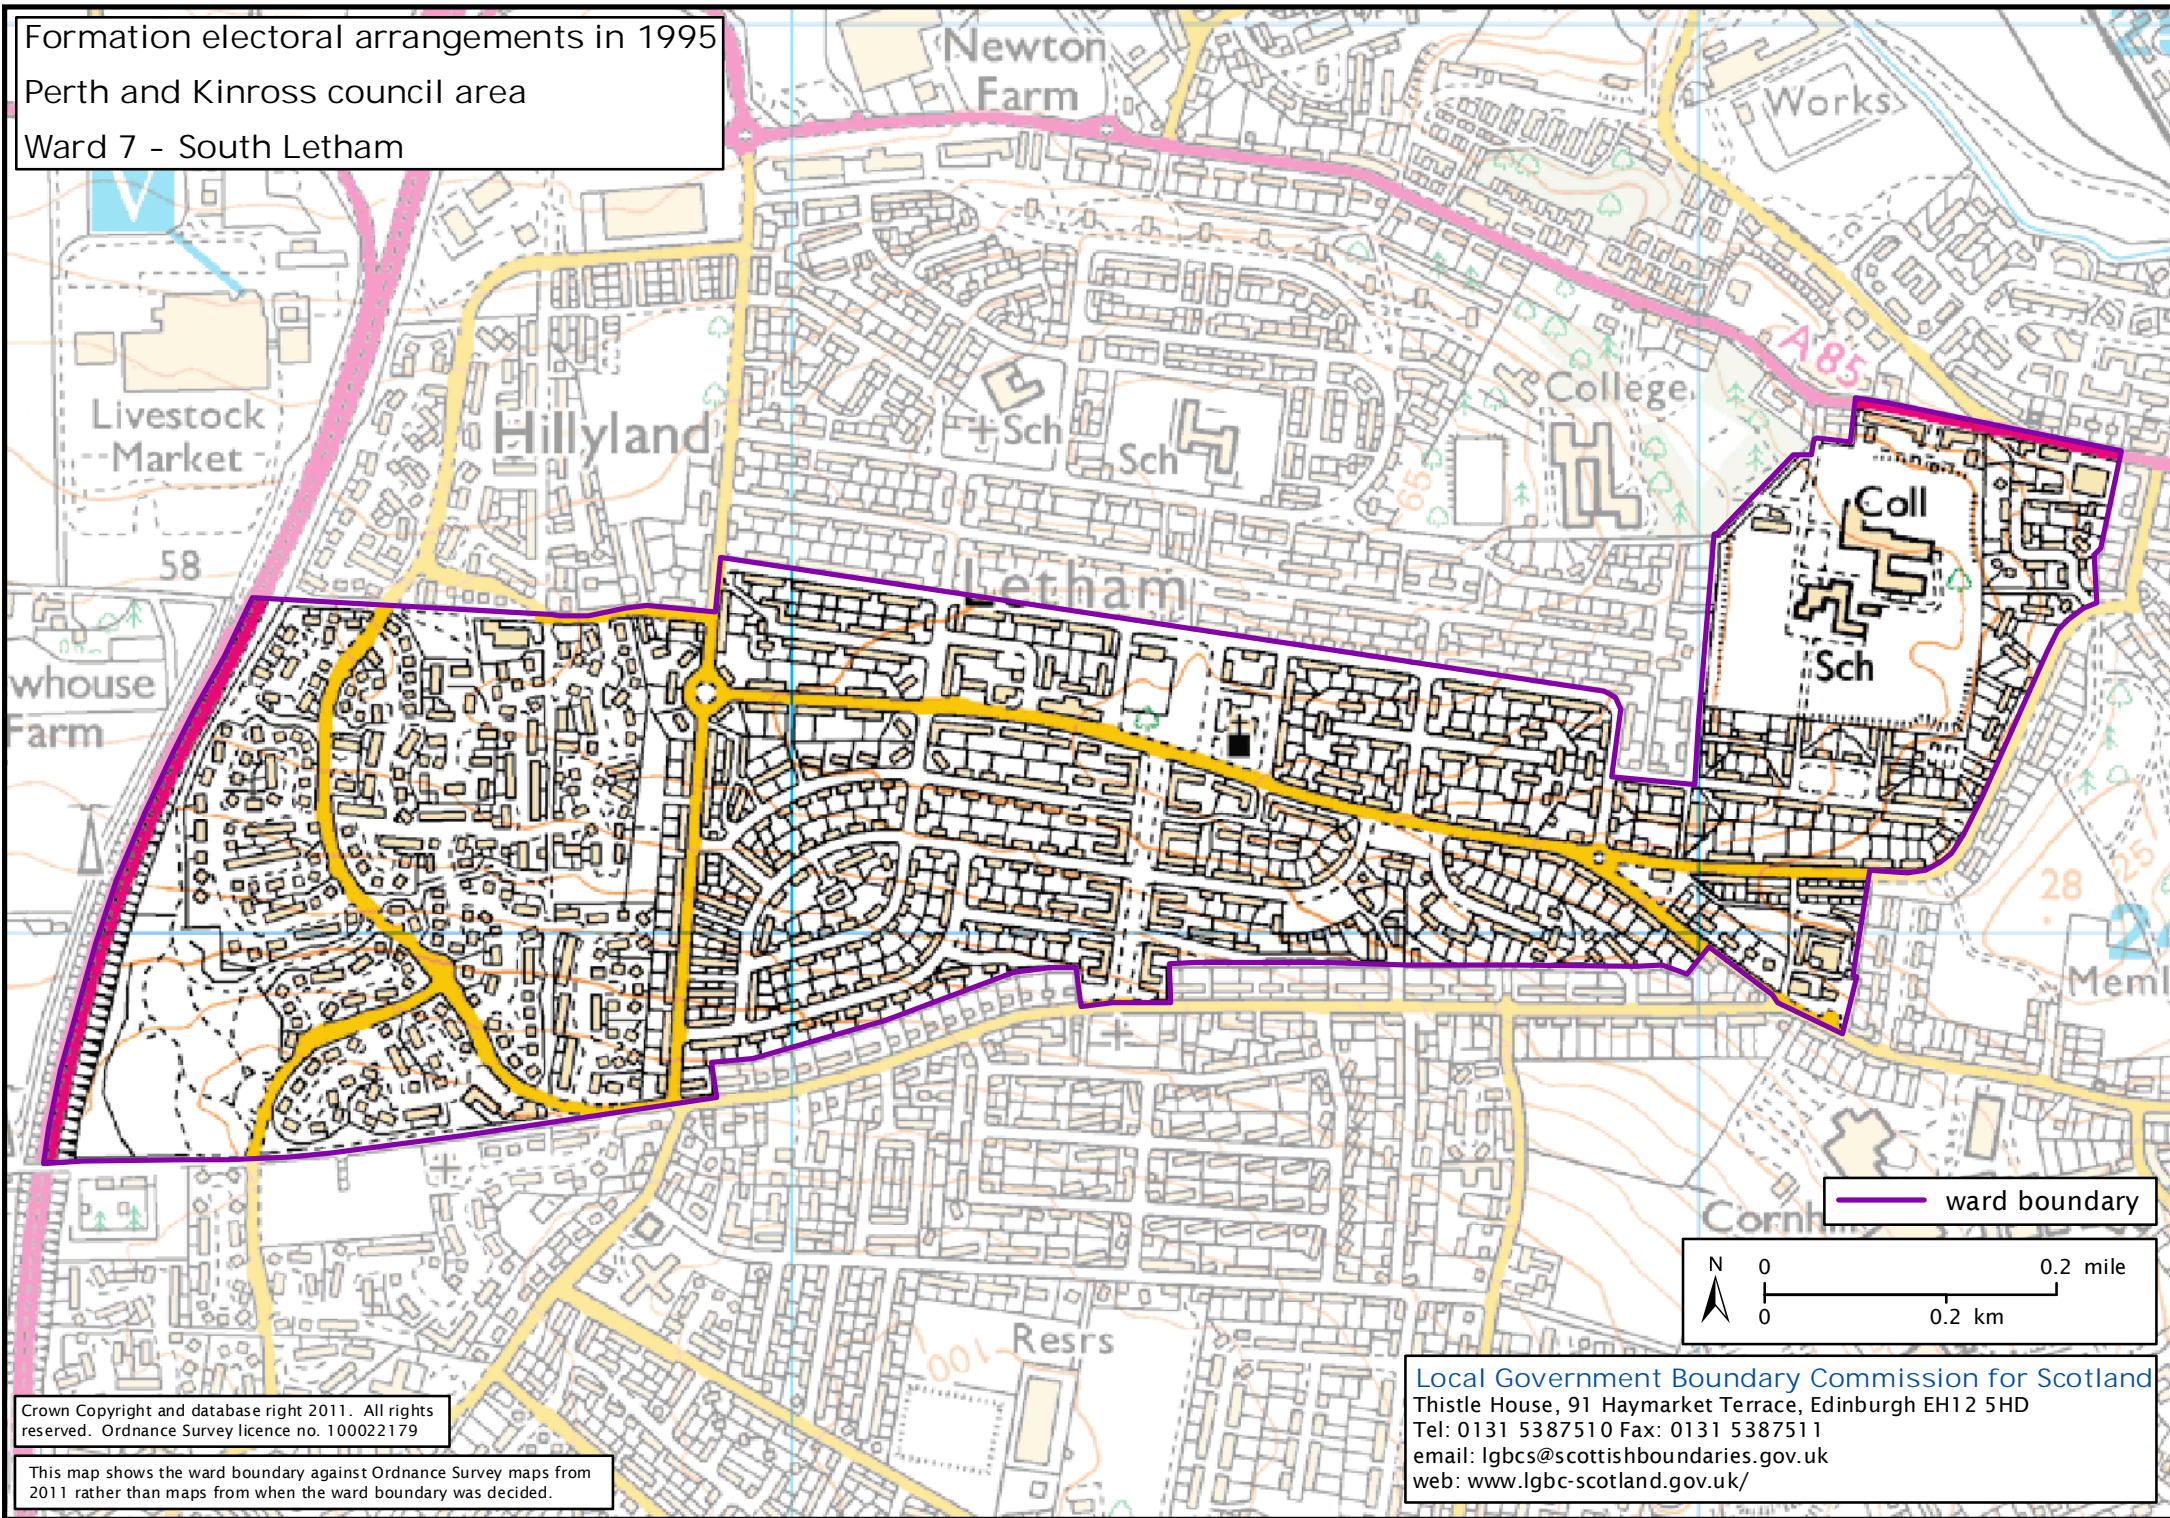 Formation electoral arrangements in 1995
Perth and Kinross council area
Ward 7 - South Letham
Newton
Farm
Works
A 85
College
Livestock
Market
Hillyland
Sch
Sch
65
Coll
Sch
58
Letham
whouse
Farm
28
25
Meml
Cornh
Resrs
100
ward boundary
N 0 0.2 mile
0 0.2 km
Local Government Boundary Commission for Scotland
Thistle House, 91 Haymarket Terrace, Edinburgh EH12 5HD
Tel: 0131 5387510 Fax: 0131 5387511
email: lgbcs@scottishboundaries.gov.uk
web: www.lgbc-scotland.gov.uk/
Crown Copyright and database right 2011. All rights
reserved. Ordnance Survey licence no. 100022179
This map shows the ward boundary against Ordnance Survey maps from
2011 rather than maps from when the ward boundary was decided.